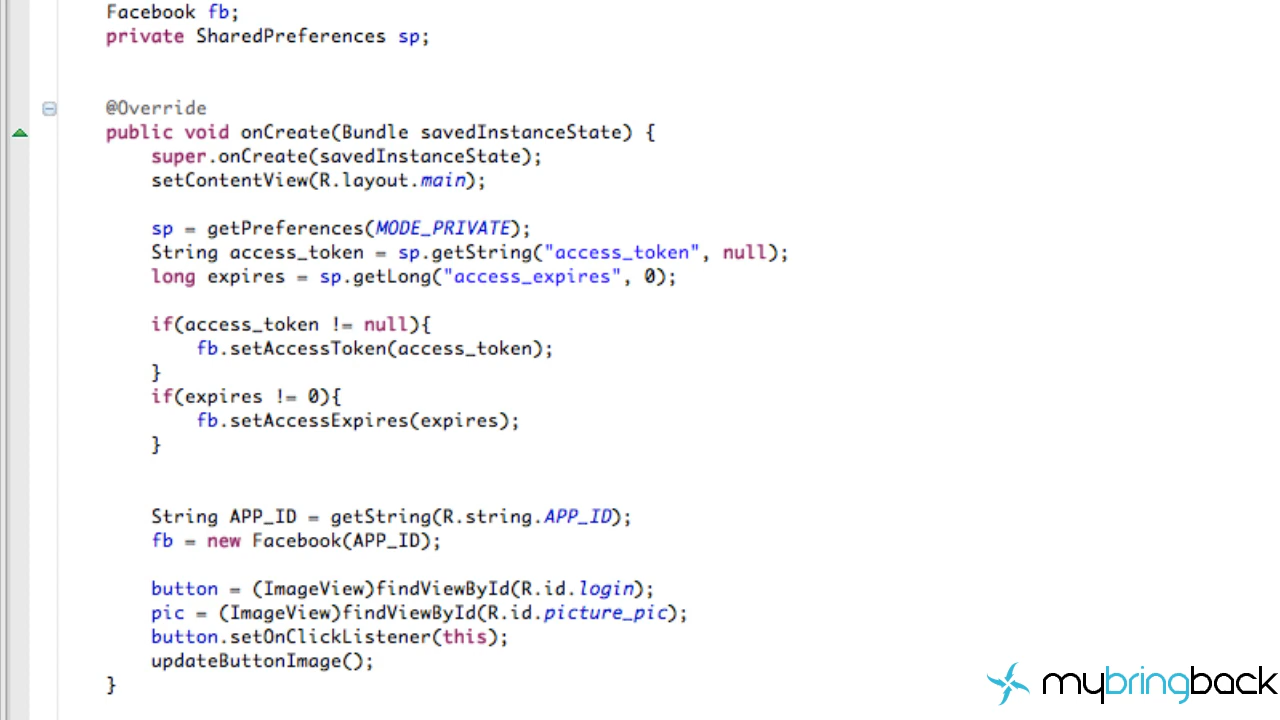 Facebook fb;
private SharedPreferences sp;
@Override
public void onCreate(Bundle savedInstanceState) {
super.onCreate(savedInstanceState);
setContentView(R.layout.main);
sp = getPreferences(MODE_PRIVATE);
String access_token = sp.getString("access_token", null);
long expires = sp.getLong("access_expires", 0);
if(access_token != null){
fb.setAccessToken(access_token);
}
if(expires != 0){
fb.setAccessExpires(expires);
}
String APP_ID = getString(R.string.APP_ID);
fb = new Facebook(APP_ID);
button = (ImageView)findViewById(R.id.login);
pic = (ImageView)findViewById(R.id.picture_pic);
button.setOnClickListener(this);
updateButtonImage();
}
mybringback